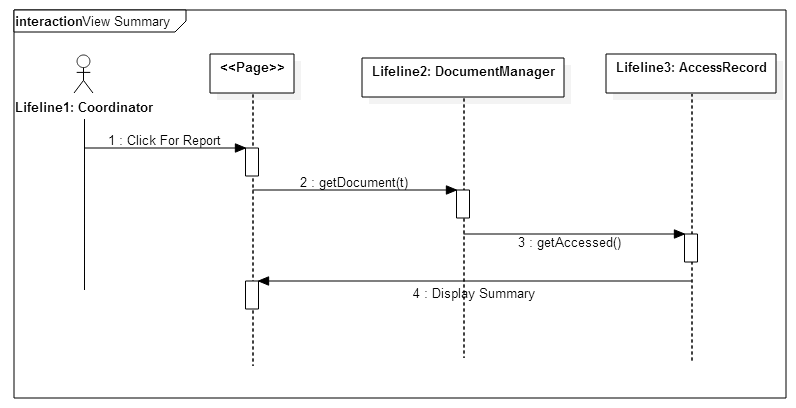 interactionView Summary
<<Page>>
Lifeline2: DocumentManager
Lifeline3: AccessRecord
Lifeline1: Coordinator
1 : Click For Report
2 : getDocument(t)
3 : getAccessed()
4 : Display Summary